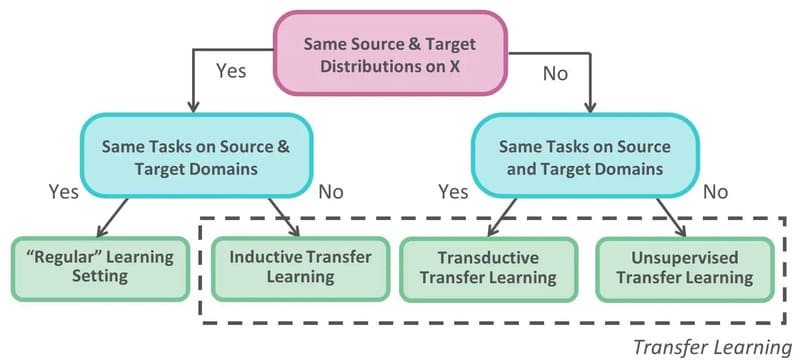 Same Source & Target
Distributions on X
Yes
No
Same Tasks on Source &
Target Domains
Same Tasks on Source
and Target Domains
Yes
No
Yes
No
“Regular” Learning
Setting
Inductive Transfer
Learning
Transductive
Transfer Learning
Unsupervised
Transfer Learning
Transfer Learning